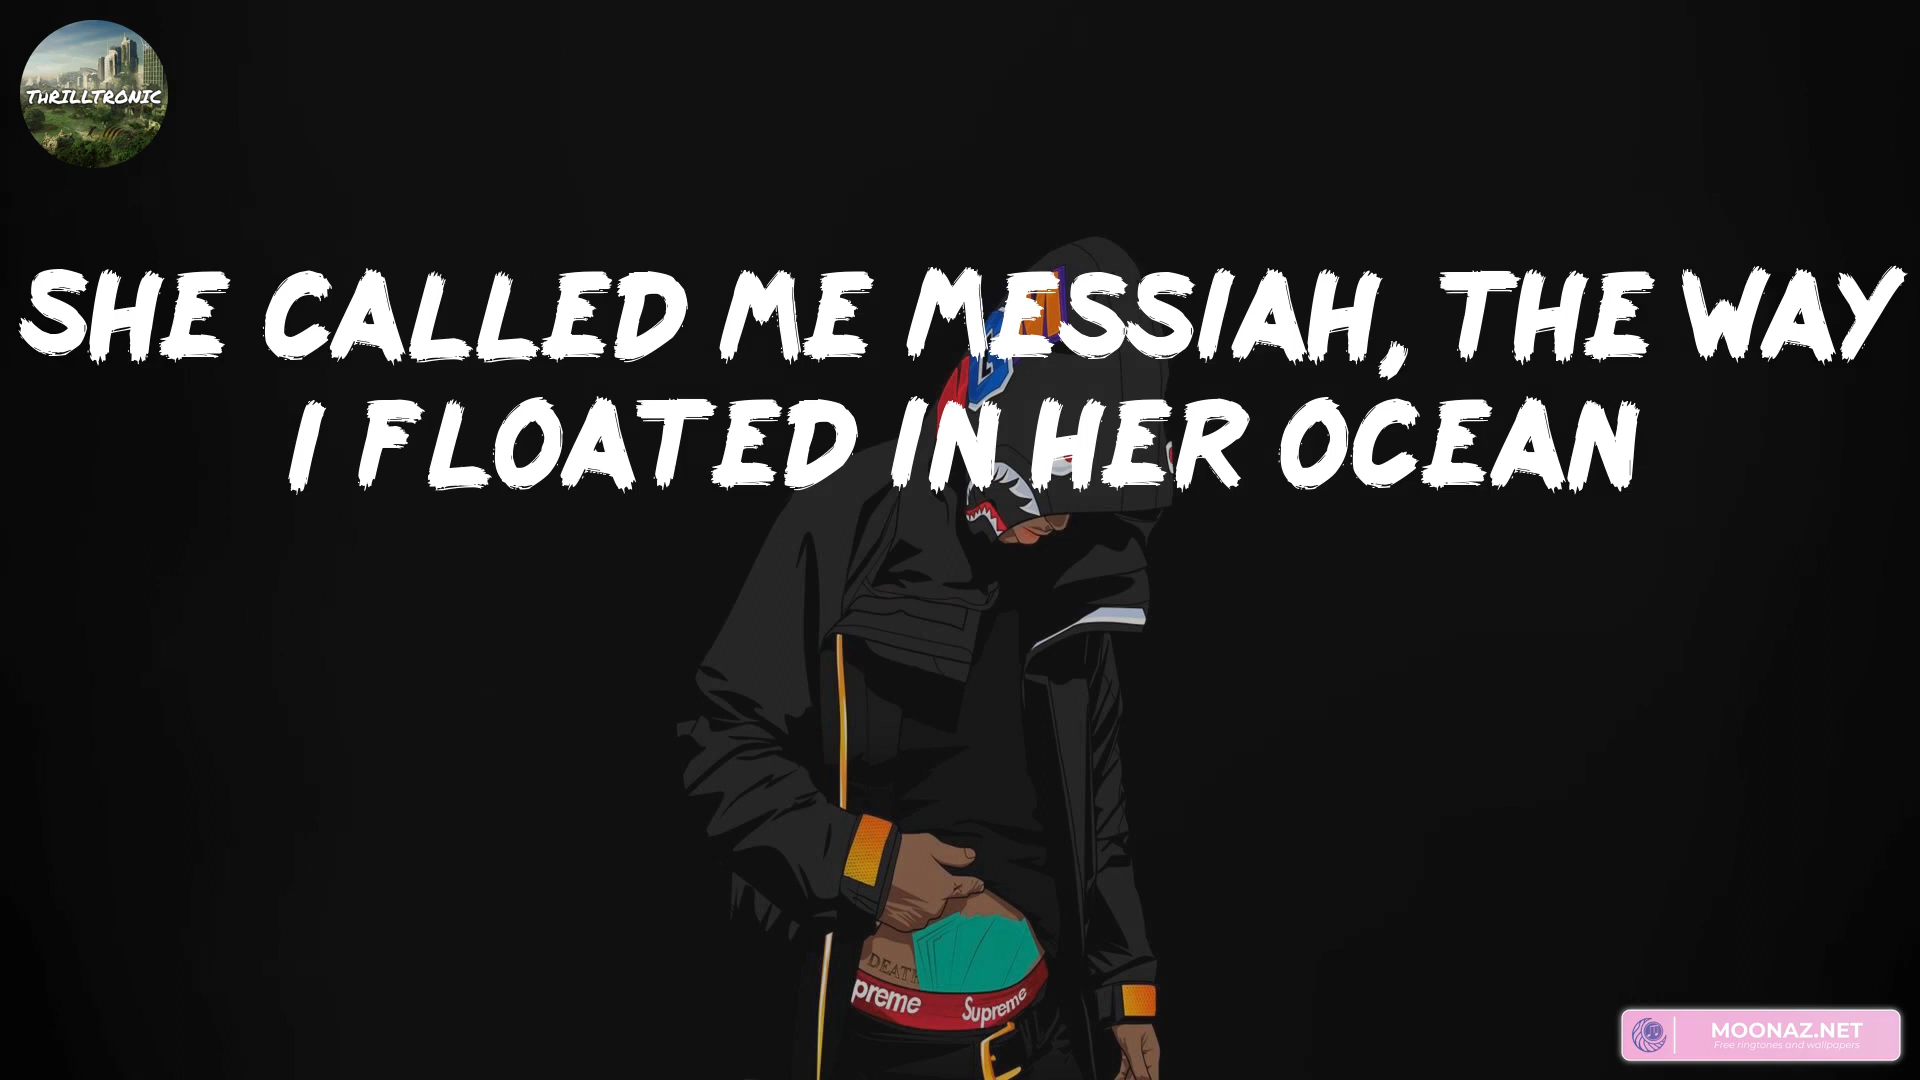 THRILLTRONIC
SHE CALLED ME MESSIAH, THE WAY
I FLOATED IN HER OCEAN
DEATH
preme Supreme
MOONAZ.NET
Free ringtones and wallpapers